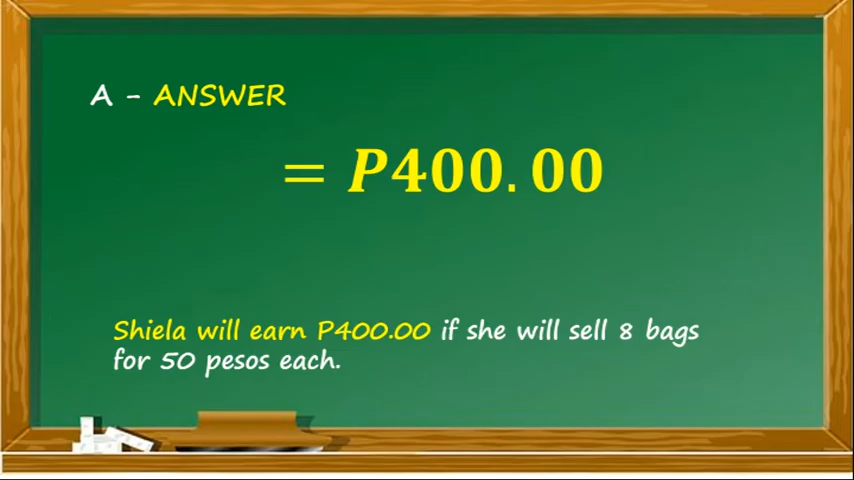 A - ANSWER
= P400.00
Shiela will earn P400.00 if she will sell 8 bags
for 50 pesos each.